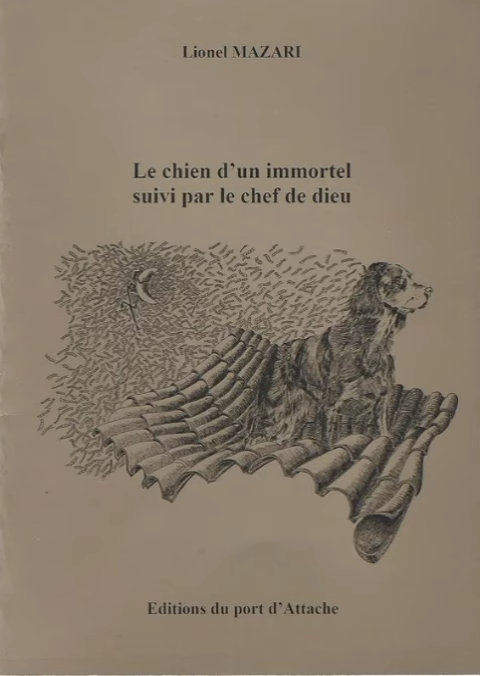 Lionel MAZARI
Le chien d'un immortel
suivi par le chef de dieu
Editions du port d'Attache